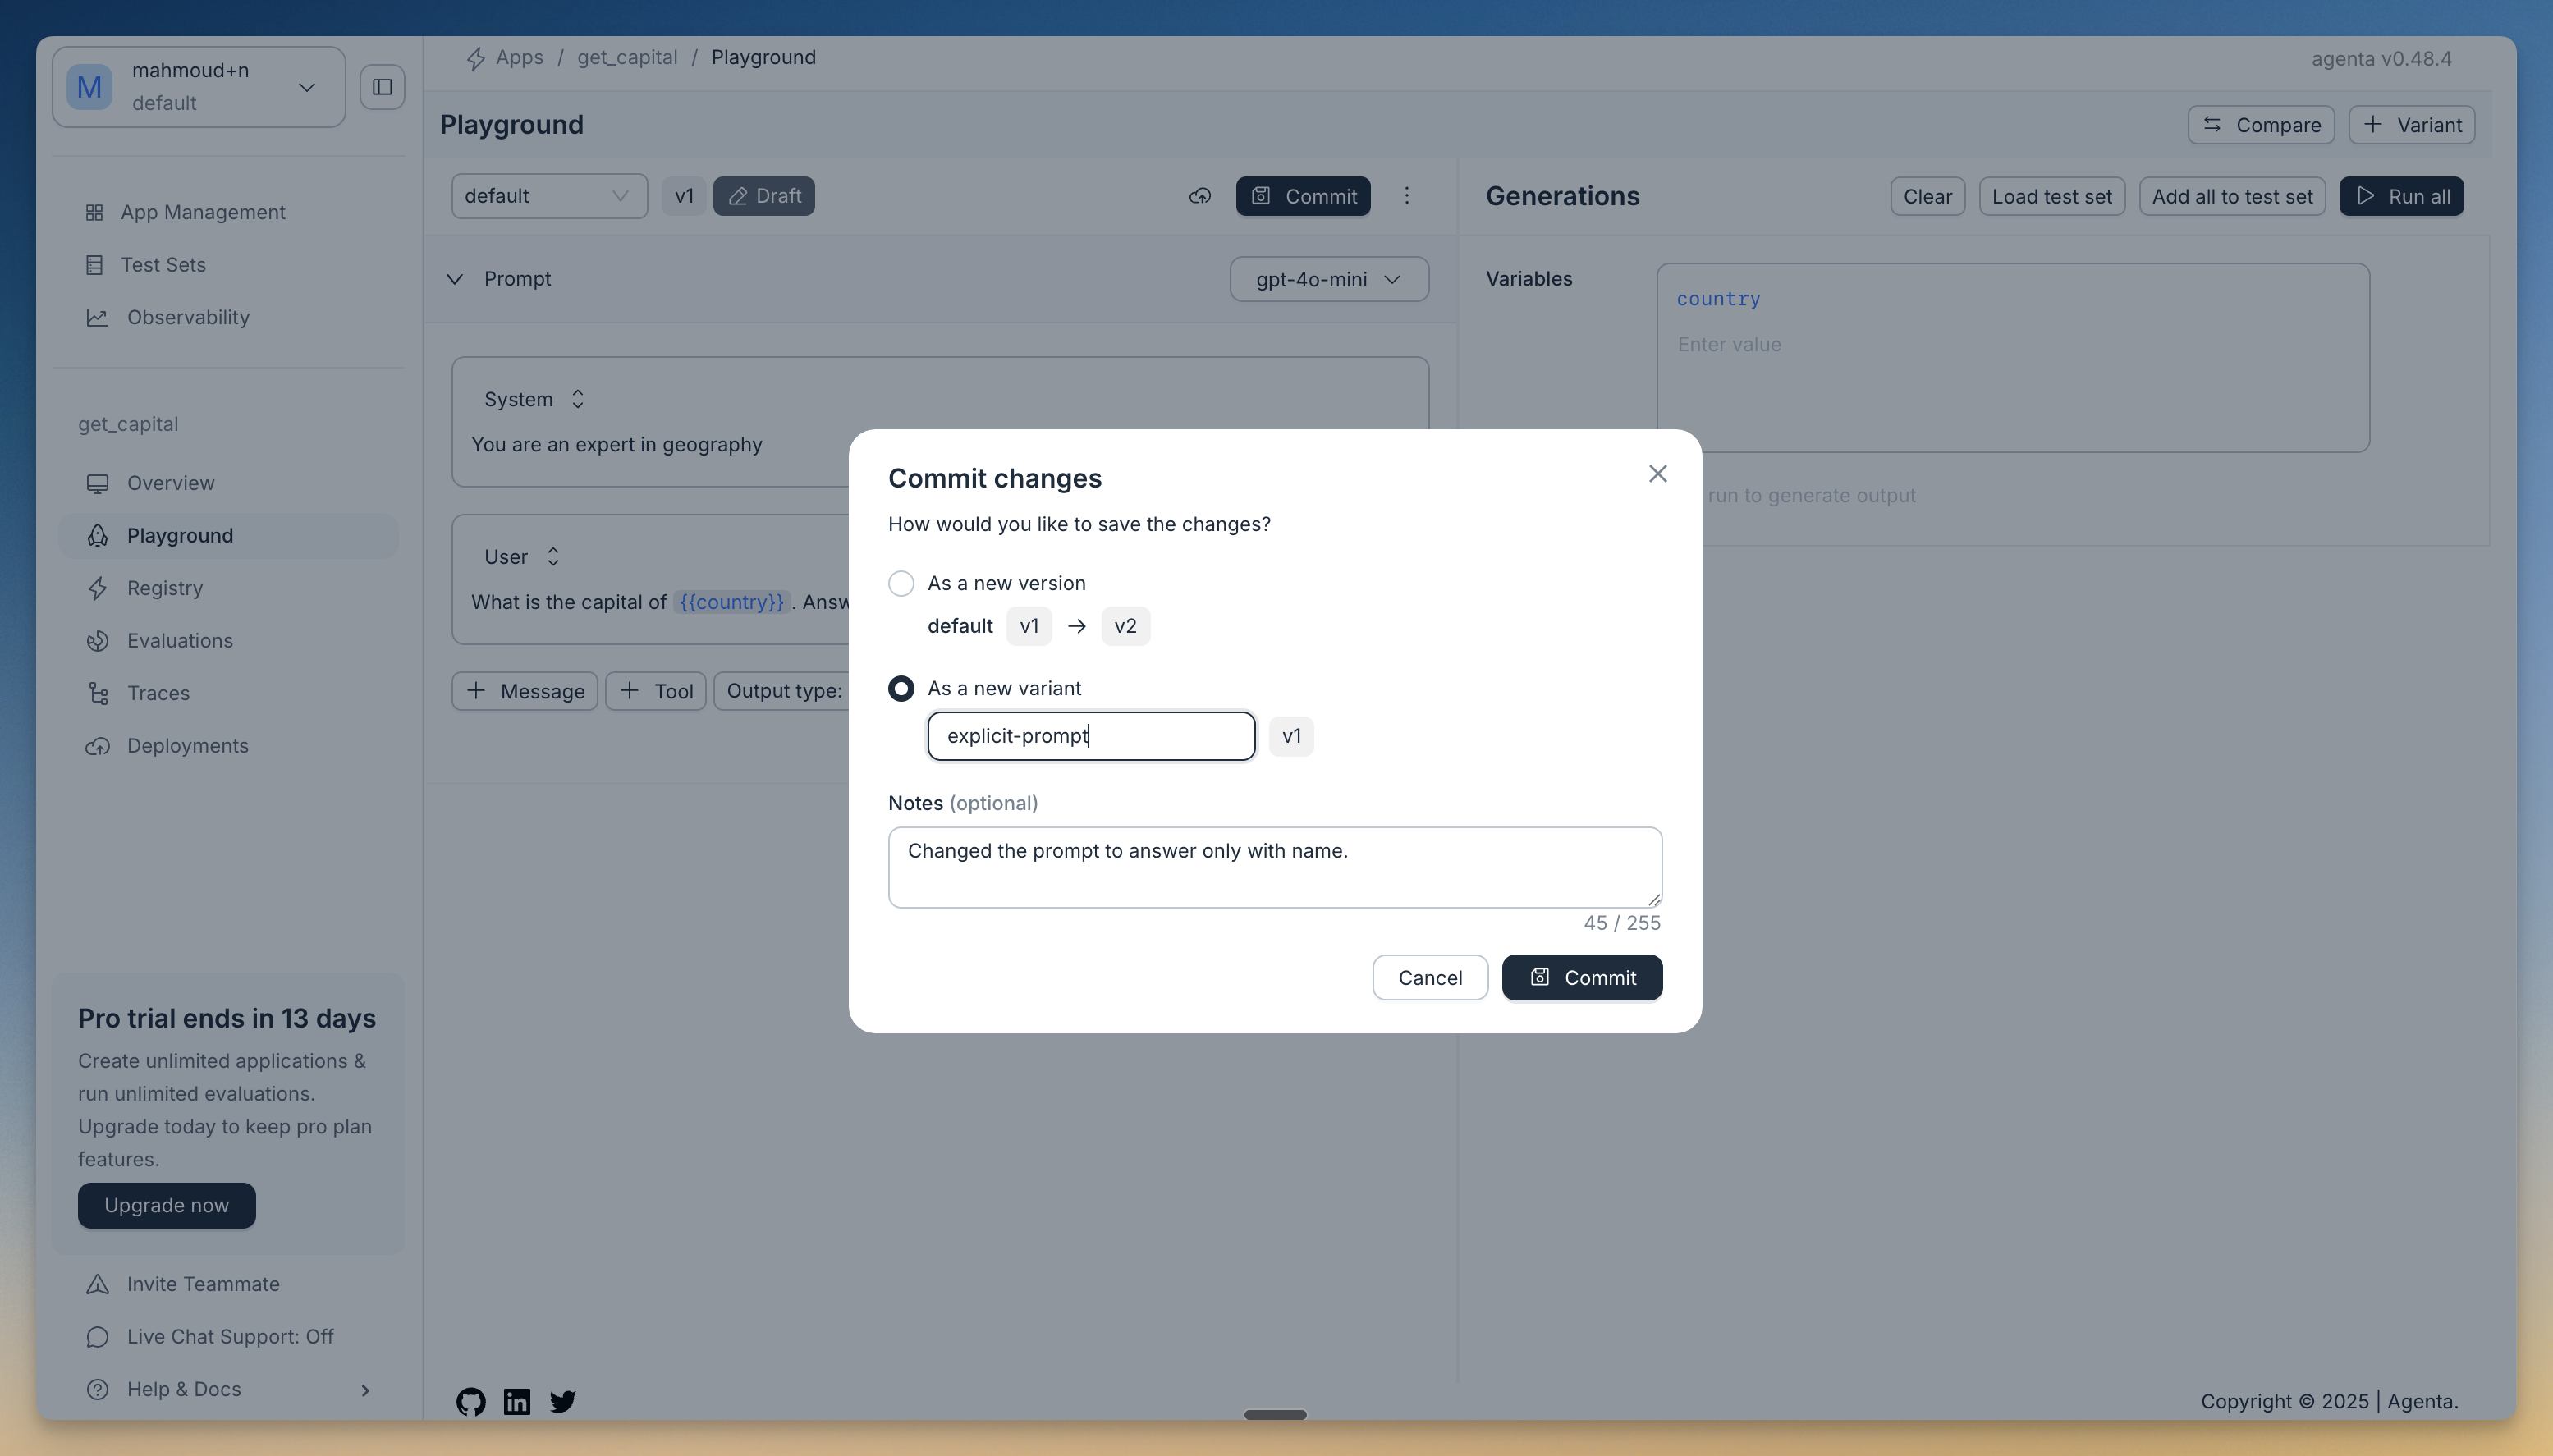 M
mahmoud+n
default
App Management
Test Sets
Observability
get_capital
Overview
Playground
Registry
Evaluations
Traces
Deployments
Pro trial ends in 13 days
Create unlimited applications &
run unlimited evaluations.
Upgrade today to keep pro plan
features.
Upgrade now
Invite Teammate
Live Chat Support: Off
Help & Docs
Apps / get_capital / Playground
agenta v0.48.4
Playground
Compare
Variant
default
v1
Draft
Commit
Prompt
gpt-4o-mini
System
You are an expert in geography
User
What is the capital of {{country}}. Answ
Message
Tool
Output type:
Generations
Clear
Load test set
Add all to test set
Run all
Variables
country
Enter value
run to generate output
Commit changes
How would you like to save the changes?
As a new version
default v1 → v2
As a new variant
explicit-prompt
v1
Notes (optional)
Changed the prompt to answer only with name.
45 / 255
Cancel
Commit
Copyright © 2025 | Agenta.